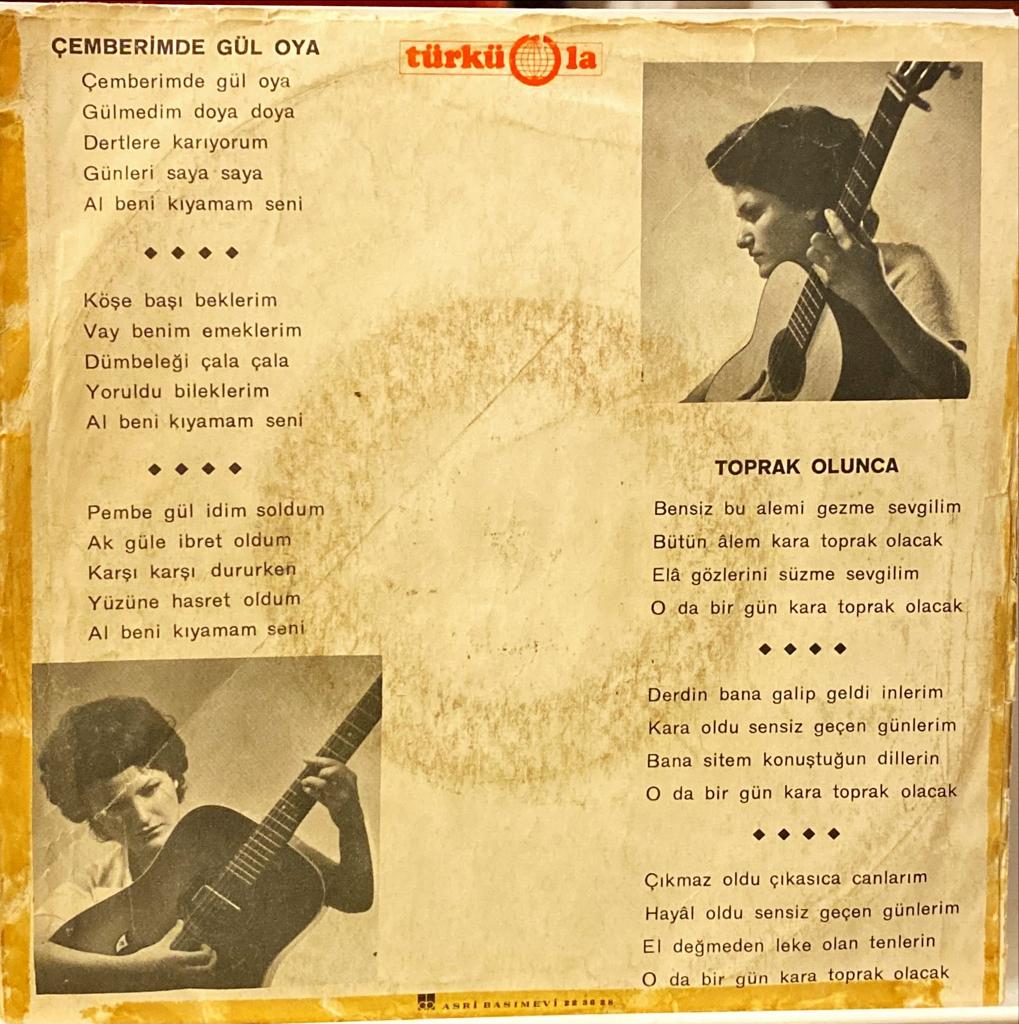 ÇEMBERİMDE GÜL OYA
Çemberimde gül oya
Gülmedim doya doya
Dertlere karıyorum
Günleri saya saya
Al beni kıyamam seni
Köşe başı beklerim
Vay benim emeklerim
Dümbeleği çala çala
Yoruldu bileklerim
Al beni kıyamam seni
Pembe gül idim soldum
Ak güle ibret oldum
Karşı karşı dururken
Yüzüne hasret oldum
Al beni kıyamam seni
türküola
TOPRAK OLUNCA
Bensiz bu alemi gezme sevgilim
Bütün âlem kara toprak olacak
Elâ gözlerini süzme sevgilim
O da bir gün kara toprak olacak
Derdin bana galip geldi inlerim
Kara oldu sensiz geçen günlerim
Bana sitem konuştuğun dillerin
O da bir gün kara toprak olacak
Çıkmaz oldu çıkasıca canlarım
Hayâl oldu sensiz geçen günlerim
El değmeden leke olan tenlerin
O da bir gün kara toprak olacak
ASRİ BASIMEVİ